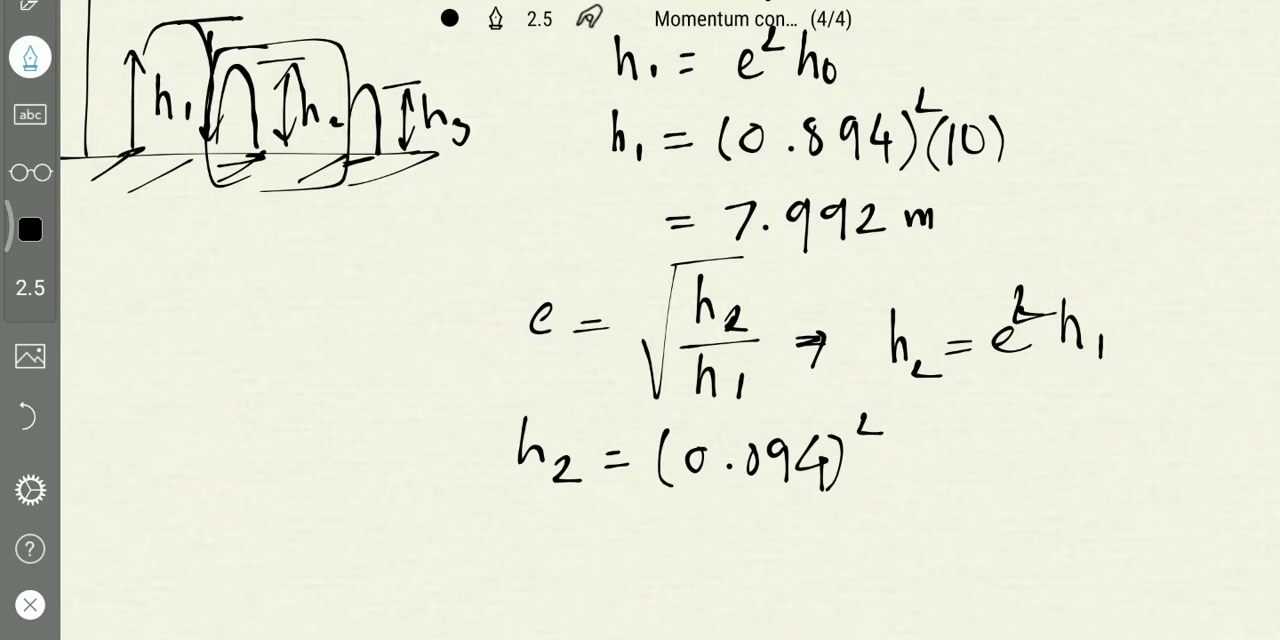 2.5 Momentum con... (4/4)
abc
2.5
?
h₁ h₂ h₃
h₁ = e² h₀
h₁ = (0.894)²(10)
= 7.992 m
e = √(h₂/h₁) ⇒ h₂ = e² h₁
h₂ = (0.094)²